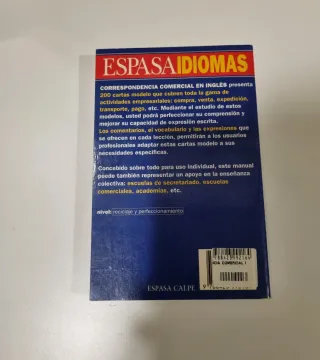 ESPASA IDIOMAS
CORRESPONDENCIA COMERCIAL EN INGLÉS presenta
200 cartas modelo que cubren toda la gama de
actividades empresariales: compra, venta, expedición,
transporte, pago, etc. Mediante el estudio de estos
modelos, usted podrá perfeccionar su comprensión y
mejorar su capacidad de expresión escrita.
Los comentarios, el vocabulario y las expresiones que
se ofrecen en cada lección, permitirán a los usuarios
profesionales adaptar estas cartas modelo a sus
necesidades específicas.
Concebido sobre todo para uso individual, este manual
puede también representar un apoyo en la enseñanza
colectiva: escuelas de secretariado, escuelas
comerciales, academias, etc.
nivel: reciclaje y perfeccionamiento
CIA COMERCIAL I
ESPASA CALPE